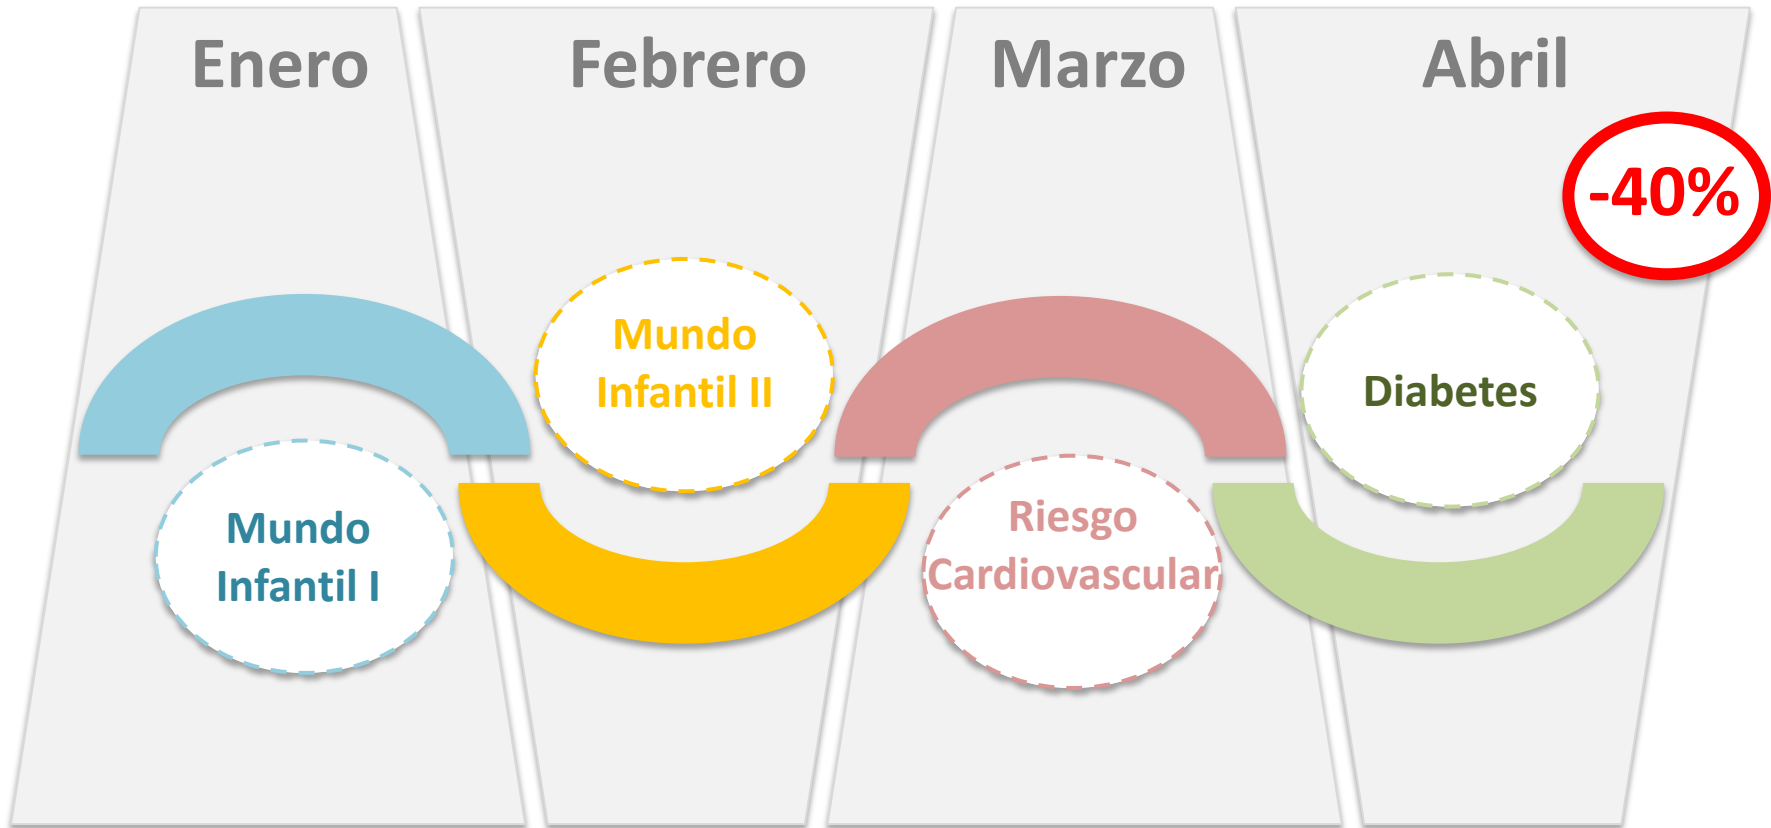 Enero
Febrero
Marzo
Abril
-40%
Mundo
Infantil I
Mundo
Infantil II
Riesgo
Cardiovascular
Diabetes